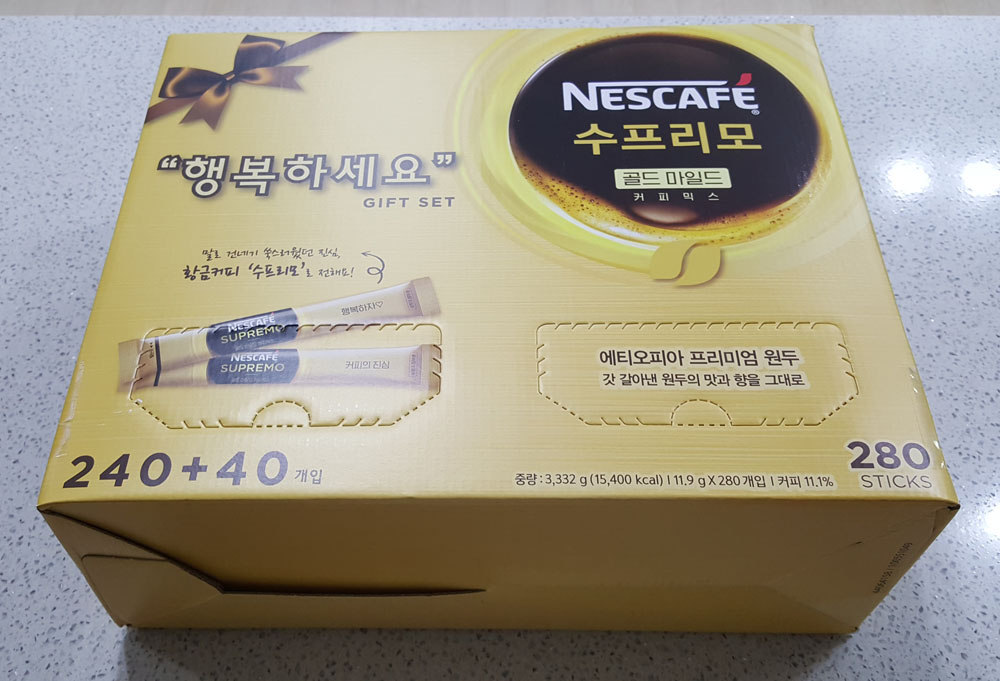 NESCAFÉ
수프리모
골드 마일드
커피믹스
“행복하세요”
GIFT SET
말로 건네기 쑥스러웠던 진심,
황금커피 '수프리모'로 전해요!
행복하자♡
NESCAFÉ
SUPREMO
NESCAFÉ
SUPREMO
커피의 진심
에티오피아 프리미엄 원두
갓 갈아낸 원두의 맛과 향을 그대로
240+40 개입
중량 : 3,332 g (15,400 kcal) I 11.9 g X 280 개입 I 커피 11.1%
280
STICKS